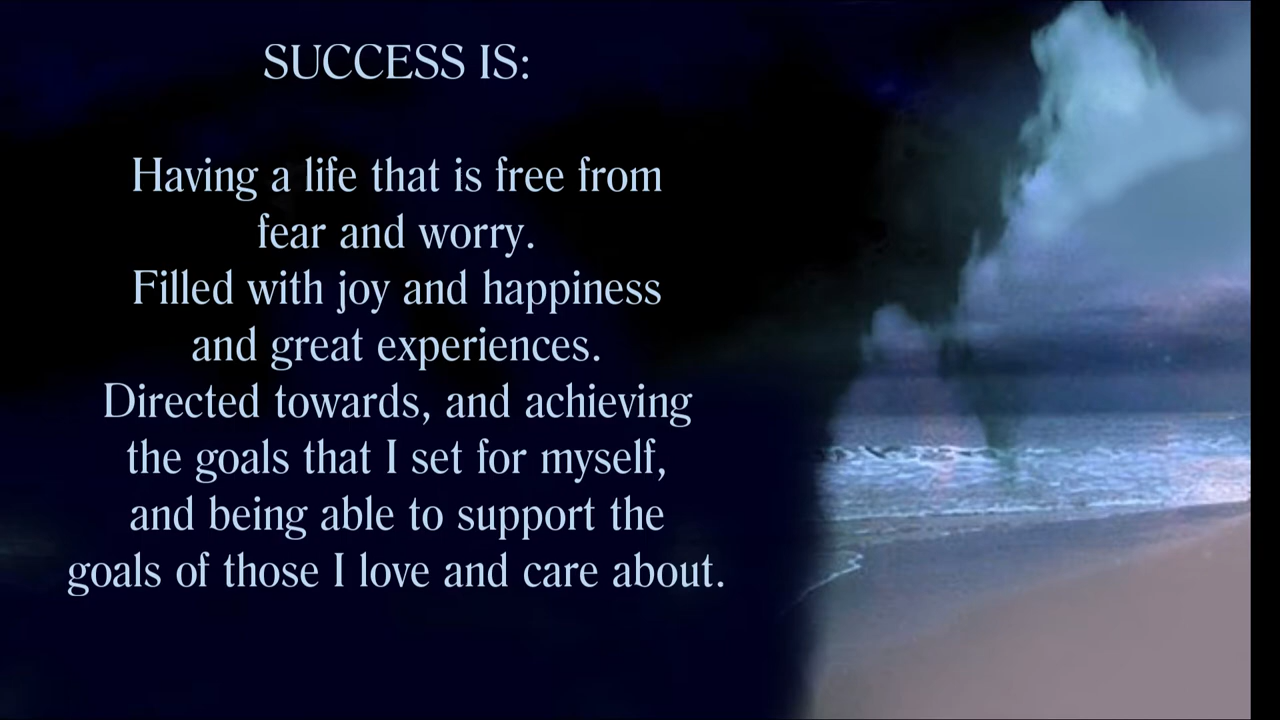 SUCCESS IS:
Having a life that is free from
fear and worry.
Filled with joy and happiness
and great experiences.
Directed towards, and achieving
the goals that I set for myself,
and being able to support the
goals of those I love and care about.